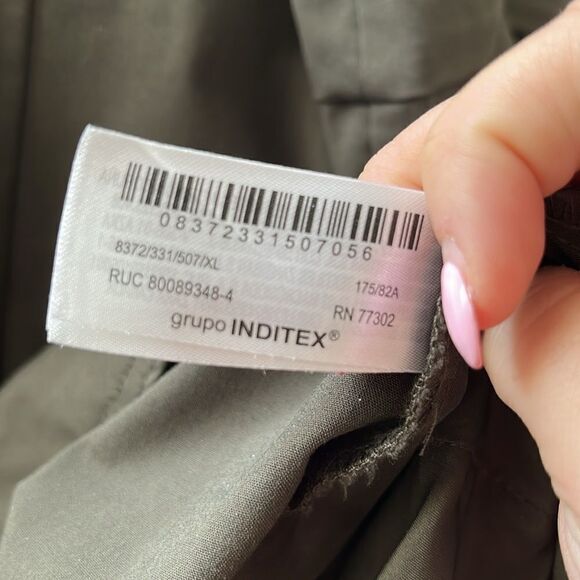 08372331507056
8372/331/507/XL
175/82A
RUC 80089348-4
RN 77302
grupo INDITEX®